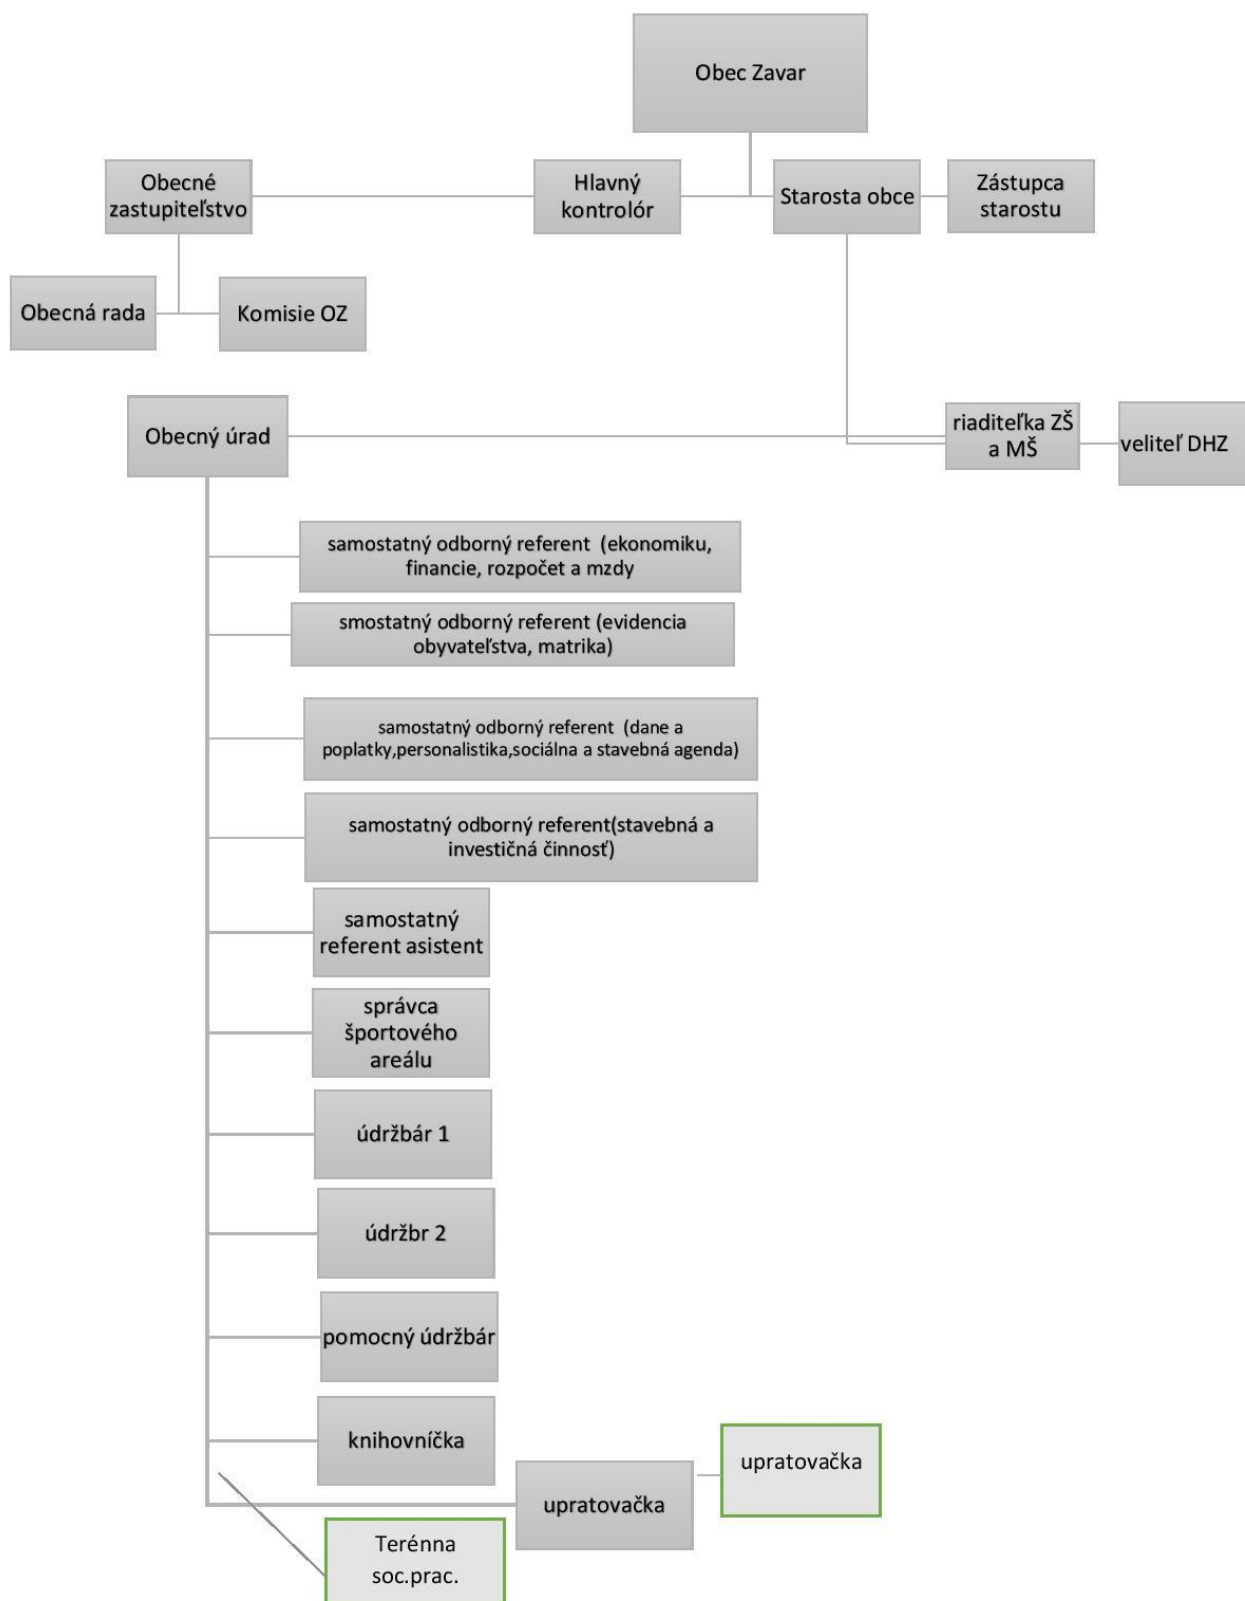 Obec Zavar
Obecné
zastupiteľstvo
Hlavný
kontrolór
Starosta obce
Zástupca
starostu
Obecná rada
Komisie OZ
Obecný úrad
riaditeľka ZŠ
a MŠ
veliteľ DHZ
samostatný odborný referent (ekonomiku,
financie, rozpočet a mzdy
smostatný odborný referent (evidencia
obyvateľstva, matrika)
samostatný odborný referent (dane a
poplatky,personalistika,sociálna a stavebná agenda)
samostatný odborný referent(stavebná a
investičná činnosť)
samostatný
referent asistent
správca
športového
areálu
údržbár 1
údržbr 2
pomocný údržbár
knihovníčka
upratovačka
upratovačka
Terénna
soc.prac.